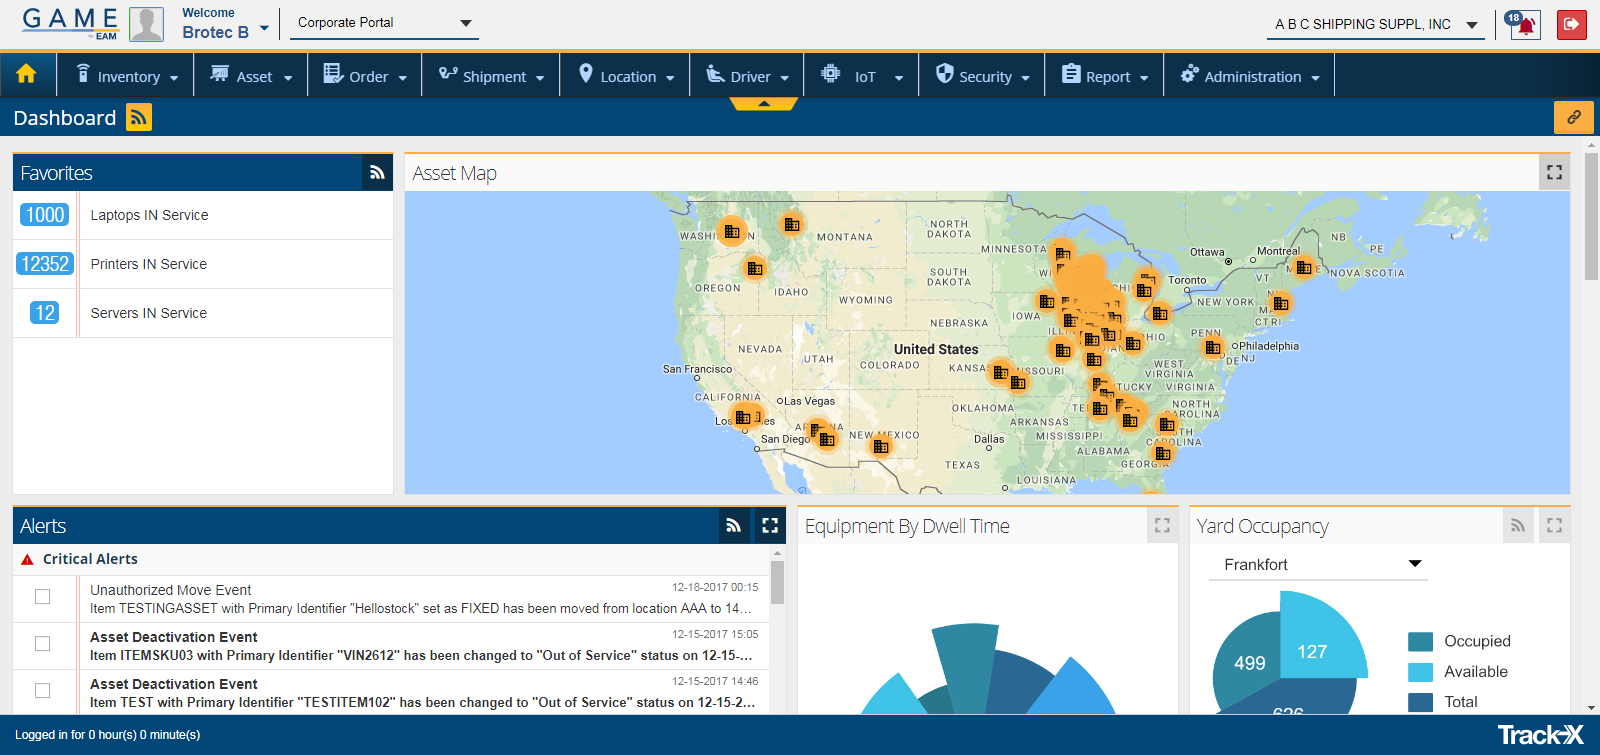 GAME
by EAM
Welcome
Brotec B
Corporate Portal
A B C SHIPPING SUPPL, INC
18
Inventory
Asset
Order
Shipment
Location
Driver
IoT
Security
Report
Administration
Dashboard
Favorites
1000 Laptops IN Service
12352 Printers IN Service
12 Servers IN Service
Asset Map
NORTH DAKOTA
MONTANA
MINNESOTA
Ottawa
Montreal
NB
PE
NOVA SCOTIA
SOUTH DAKOTA
VT
Toronto
OREGON
IDAHO
WYOMING
NEW YORK
MA
CT RI
IOWA
NEBRASKA
PENN
Philadelphia
DE NJ
NEVADA
UTAH
United States
COLORADO
WEST VIRGINIA
VIRGINIA
San Francisco
CALIFORNIA
Las Vegas
OKLAHOMA
ARKANSAS
NORTH CAROLINA
MISSISSIPPI
San Diego
NEW MEXICO
Dallas
ALABAMA
GEORGIA
TEXAS
LOUISIANA
Alerts
Critical Alerts
Unauthorized Move Event 12-18-2017 00:15
Item TESTINGASSET with Primary Identifier "Hellostock" set as FIXED has been moved from location AAA to 14...
Asset Deactivation Event 12-15-2017 15:05
Item ITEMSKU03 with Primary Identifier "VIN2612" has been changed to "Out of Service" status on 12-15-...
Asset Deactivation Event 12-15-2017 14:46
Item TEST with Primary Identifier "TESTITEM102" has been changed to "Out of Service" status on 12-15-2...
Equipment By Dwell Time
Yard Occupancy
Frankfort
499
127
626
Occupied
Available
Total
Logged in for 0 hour(s) 0 minute(s)
Track-X